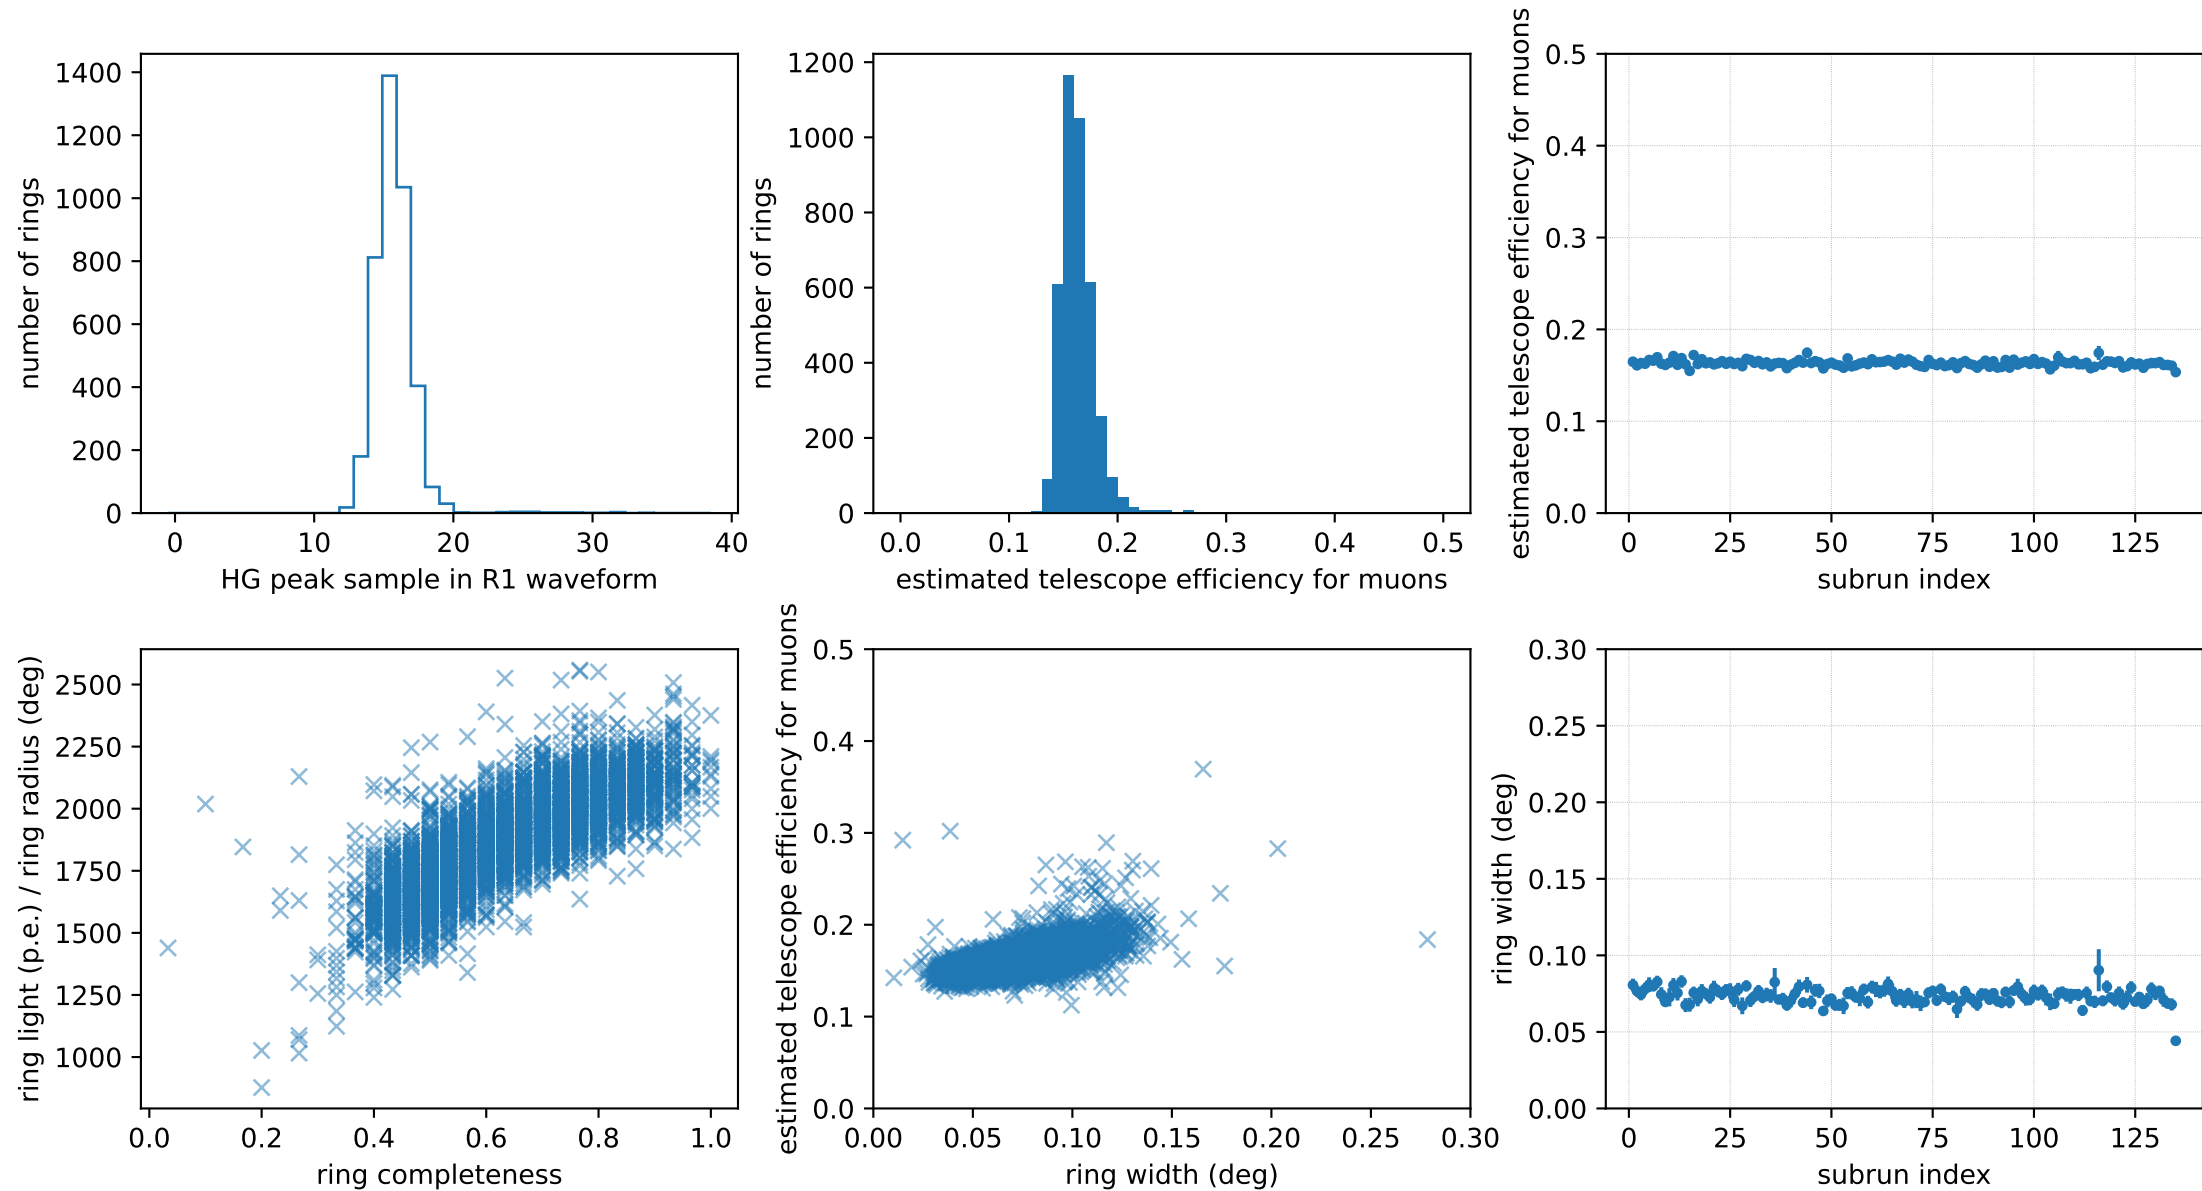 number of rings
1400
1200
1000
800
600
400
200
0
0 10 20 30 40
HG peak sample in R1 waveform
number of rings
1200
1000
800
600
400
200
0
0.0 0.1 0.2 0.3 0.4 0.5
estimated telescope efficiency for muons
estimated telescope efficiency for muons
0.5
0.4
0.3
0.2
0.1
0.0
0 25 50 75 100 125
subrun index
ring light (p.e.) / ring radius (deg)
2500
2250
2000
1750
1500
1250
1000
0.0 0.2 0.4 0.6 0.8 1.0
ring completeness
estimated telescope efficiency for muons
0.5
0.4
0.3
0.2
0.1
0.0
0.00 0.05 0.10 0.15 0.20 0.25 0.30
ring width (deg)
ring width (deg)
0.30
0.25
0.20
0.15
0.10
0.05
0.00
0 25 50 75 100 125
subrun index